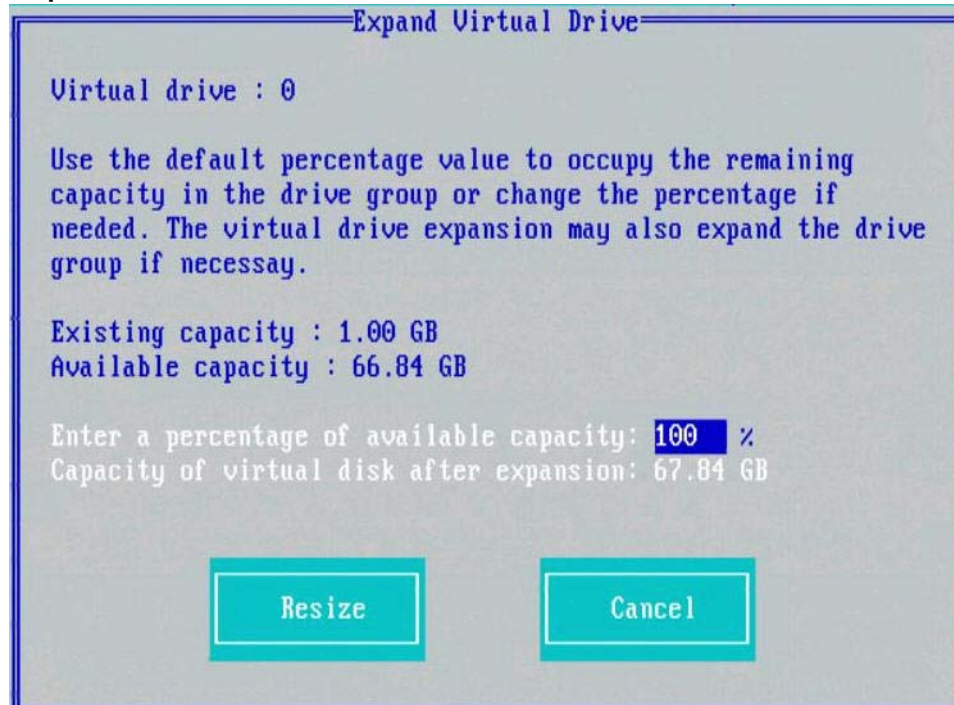 Expand Virtual Drive
Virtual drive : 0
Use the default percentage value to occupy the remaining
capacity in the drive group or change the percentage if
needed. The virtual drive expansion may also expand the drive
group if necessay.
Existing capacity : 1.00 GB
Available capacity : 66.84 GB
Enter a percentage of available capacity: 100 %
Capacity of virtual disk after expansion: 67.84 GB
Resize Cancel